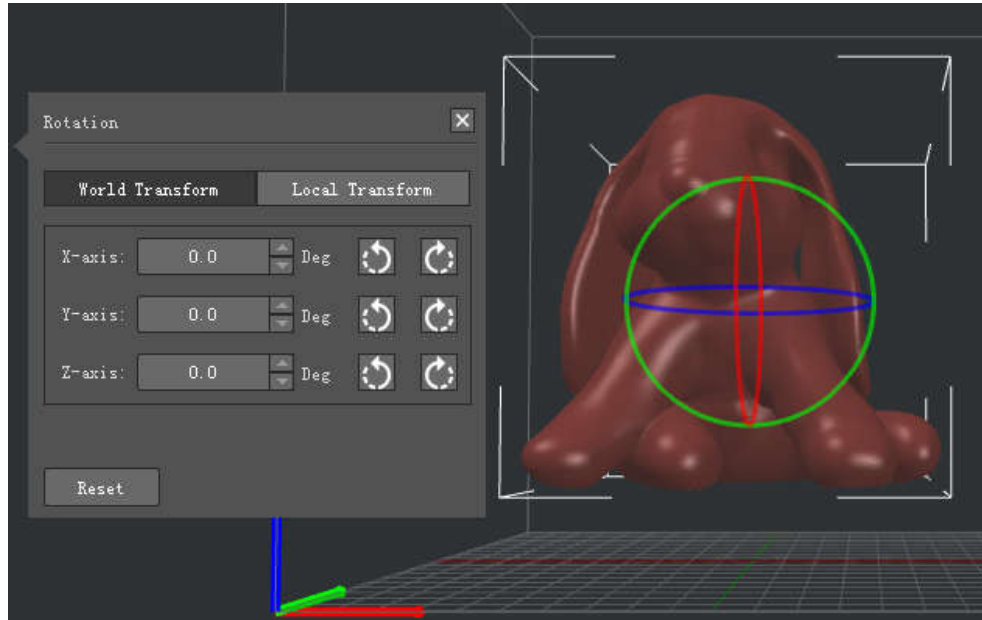 Rotation
World Transform Local Transform
X-axis: 0.0 Deg
Y-axis: 0.0 Deg
Z-axis: 0.0 Deg
Reset